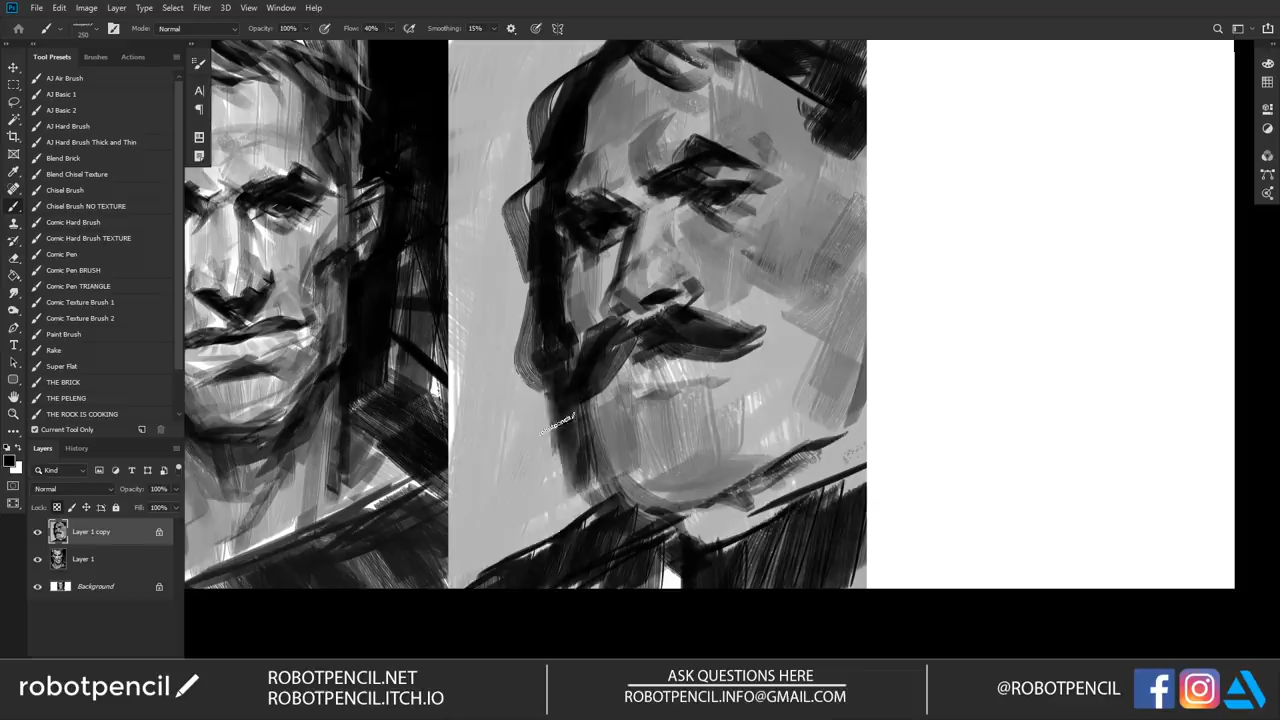 Ps File Edit Image Layer Type Select Filter 3D View Window Help
250 Mode: Normal Opacity: 100% Flow: 40% Smoothing: 15%
Tool Presets Brushes Actions
AJ Air Brush
AJ Basic 1
AJ Basic 2
AJ Hard Brush
AJ Hard Brush Thick and Thin
Blend Brick
Blend Chisel Texture
Chisel Brush
Chisel Brush NO TEXTURE
Comic Hard Brush
Comic Hard Brush TEXTURE
Comic Pen
Comic Pen BRUSH
Comic Pen TRIANGLE
Comic Texture Brush 1
Comic Texture Brush 2
Paint Brush
Rake
Super Flat
THE BRICK
THE PELENG
THE ROCK IS COOKING
Current Tool Only
Layers History
Kind
Normal Opacity: 100%
Lock: Fill: 100%
Layer 1 copy
Layer 1
Background
robotpencil
ROBOTPENCIL.NET
ROBOTPENCIL.ITCH.IO
ASK QUESTIONS HERE
ROBOTPENCIL.INFO@GMAIL.COM
@ROBOTPENCIL